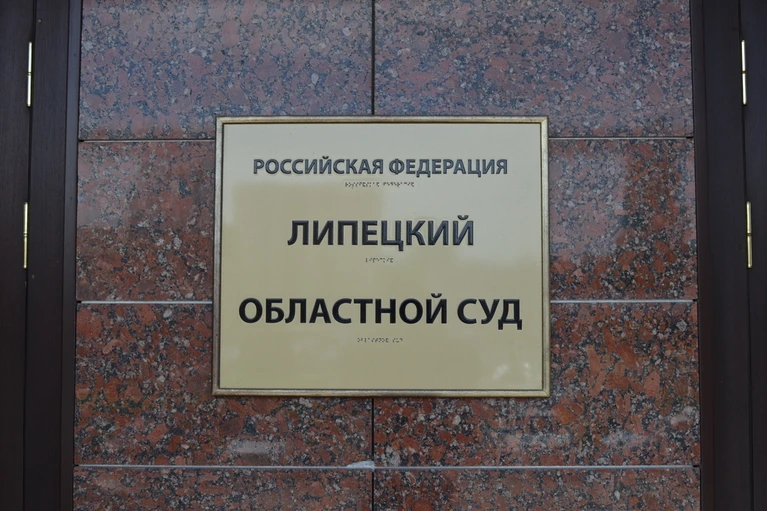 РОССИЙСКАЯ ФЕДЕРАЦИЯ
ЛИПЕЦКИЙ
ОБЛАСТНОЙ СУД